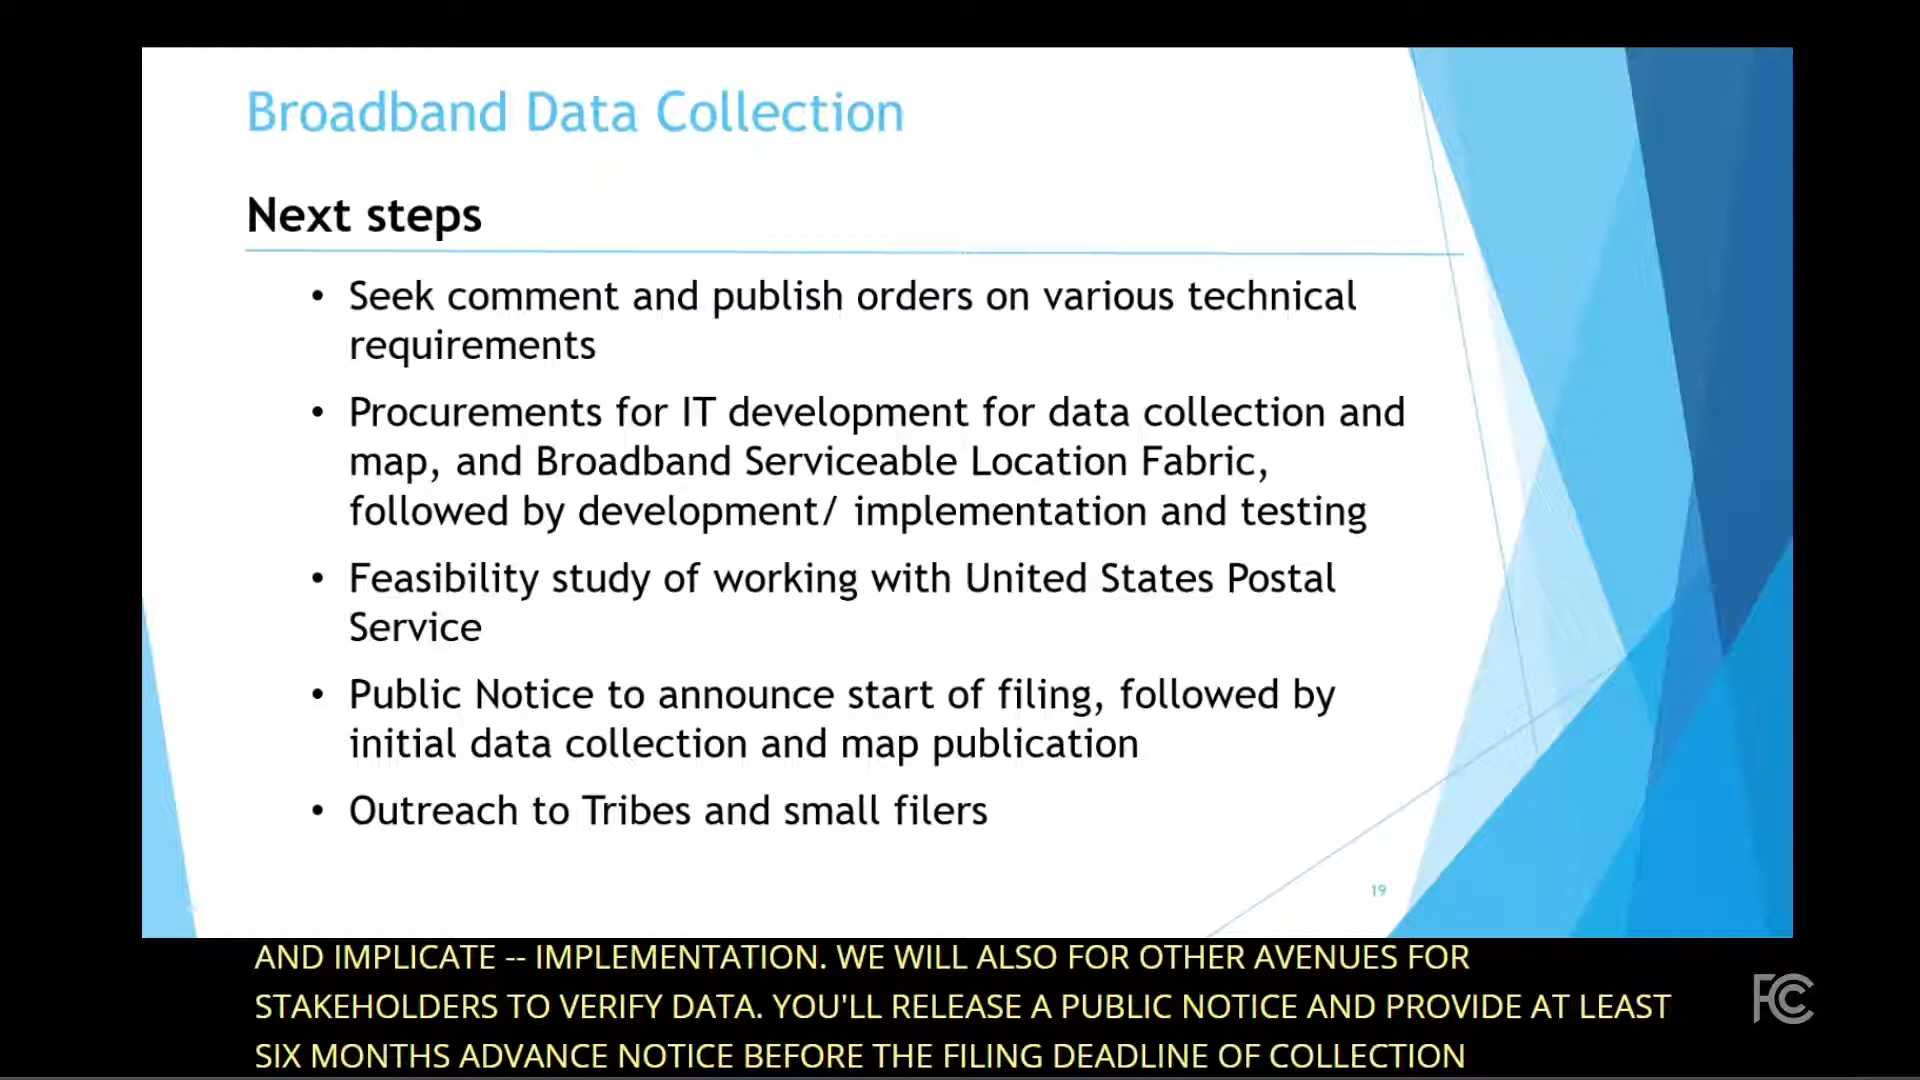 Broadband Data Collection
Next steps
• Seek comment and publish orders on various technical
requirements
• Procurements for IT development for data collection and
map, and Broadband Serviceable Location Fabric,
followed by development/ implementation and testing
• Feasibility study of working with United States Postal
Service
• Public Notice to announce start of filing, followed by
initial data collection and map publication
• Outreach to Tribes and small filers
19
AND IMPLICATE -- IMPLEMENTATION. WE WILL ALSO FOR OTHER AVENUES FOR
STAKEHOLDERS TO VERIFY DATA. YOU'LL RELEASE A PUBLIC NOTICE AND PROVIDE AT LEAST
SIX MONTHS ADVANCE NOTICE BEFORE THE FILING DEADLINE OF COLLECTION
FCC